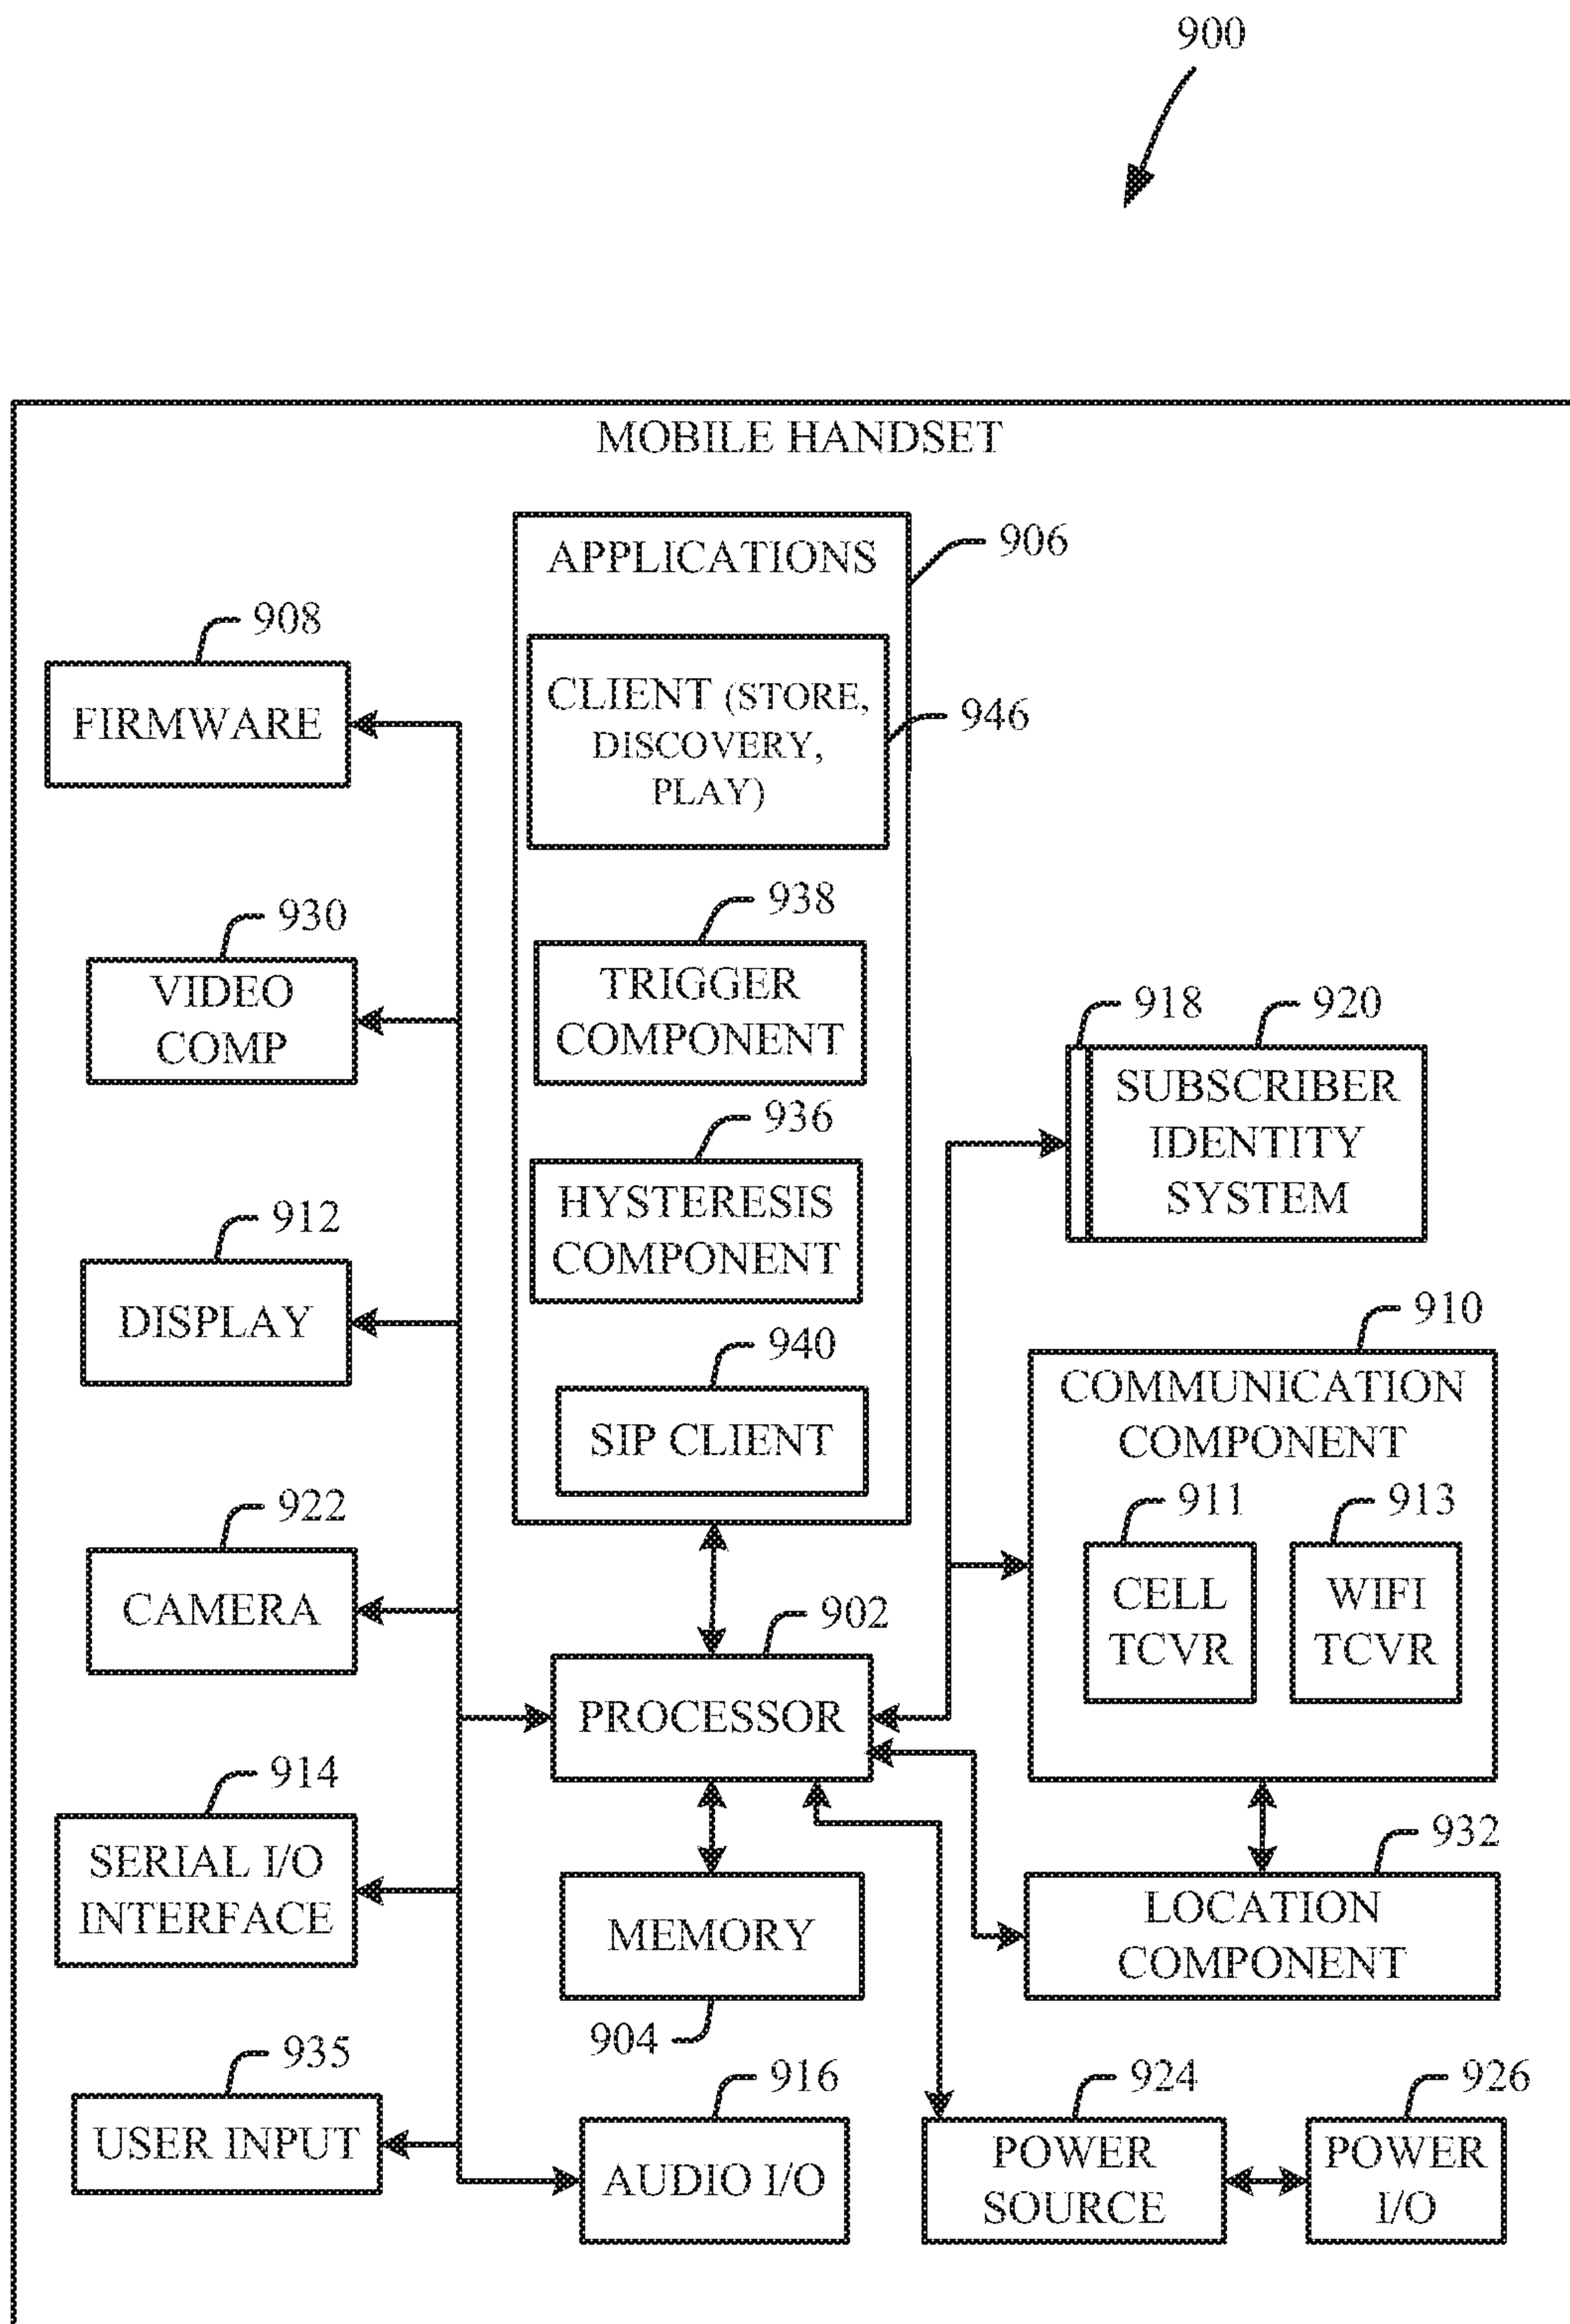 900
MOBILE HANDSET
APPLICATIONS
906
CLIENT (STORE,
DISCOVERY,
PLAY)
946
938
TRIGGER
COMPONENT
936
HYSTERESIS
COMPONENT
940
SIP CLIENT
908
FIRMWARE
930
VIDEO
COMP
912
DISPLAY
922
CAMERA
914
SERIAL I/O
INTERFACE
935
USER INPUT
902
PROCESSOR
MEMORY
904
916
AUDIO I/O
918
920
SUBSCRIBER
IDENTITY
SYSTEM
910
COMMUNICATION
COMPONENT
911
CELL
TCVR
913
WIFI
TCVR
932
LOCATION
COMPONENT
924
POWER
SOURCE
926
POWER
I/O